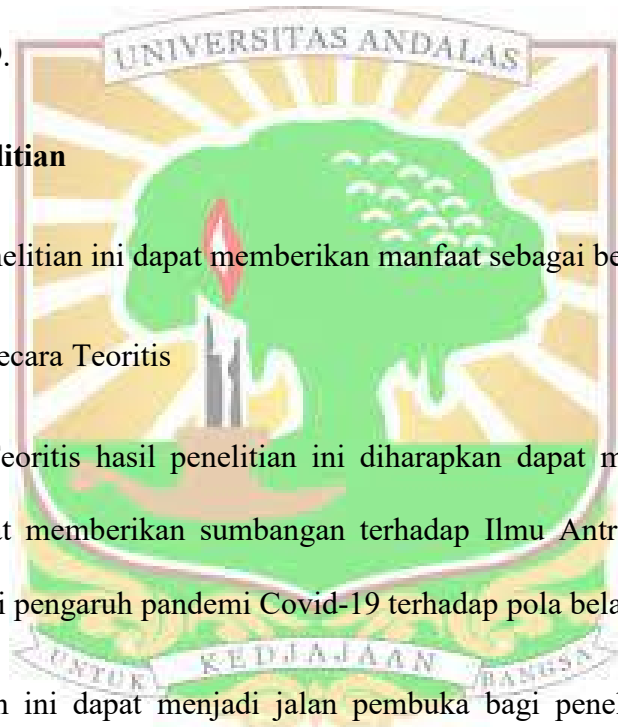 UNIVERSITAS ANDALAS
litian
nelitian ini dapat memberikan manfaat sebagai be
ecara Teoritis
eoritis hasil penelitian ini diharapkan dapat m
at memberikan sumbangan terhadap Ilmu Antr
i pengaruh pandemi Covid-19 terhadap pola bela
UNTUK KEDJAJAAN BANGSA
n ini dapat menjadi jalan pembuka bagi penel